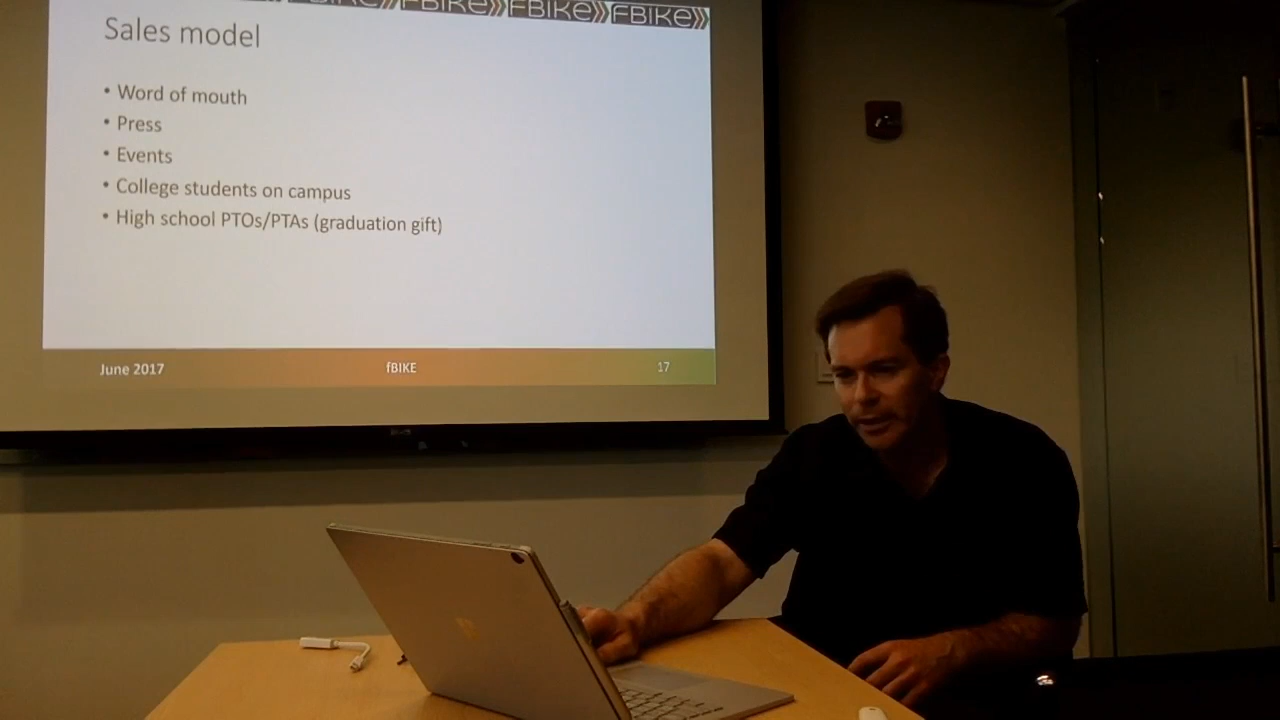 FBIKE FBIKE FBIKE FBIKE
Sales model
• Word of mouth
• Press
• Events
• College students on campus
• High school PTOs/PTAs (graduation gift)
June 2017 fBIKE 17